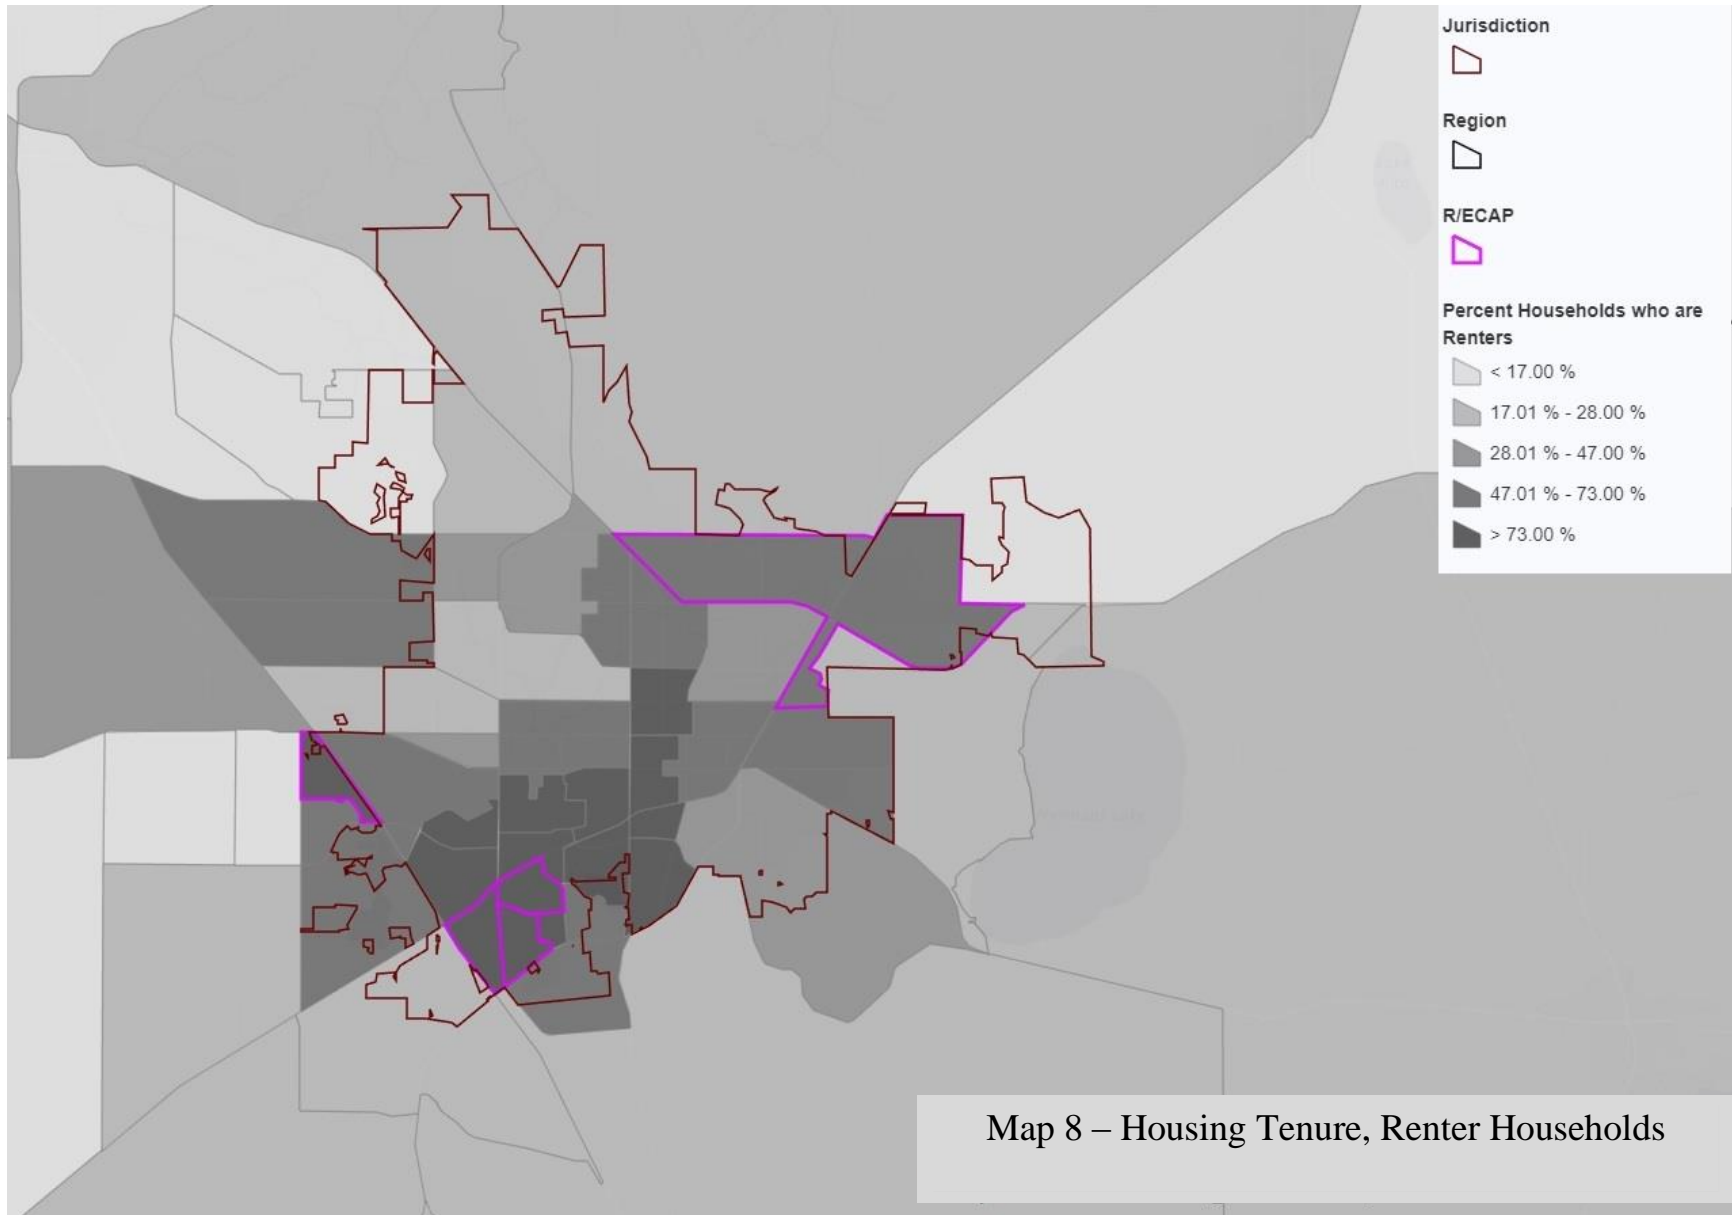 Jurisdiction
Region
R/ECAP
Percent Households who are
Renters
< 17.00 %
17.01 % - 28.00 %
28.01 % - 47.00 %
47.01 % - 73.00 %
> 73.00 %
Map 8 – Housing Tenure, Renter Households